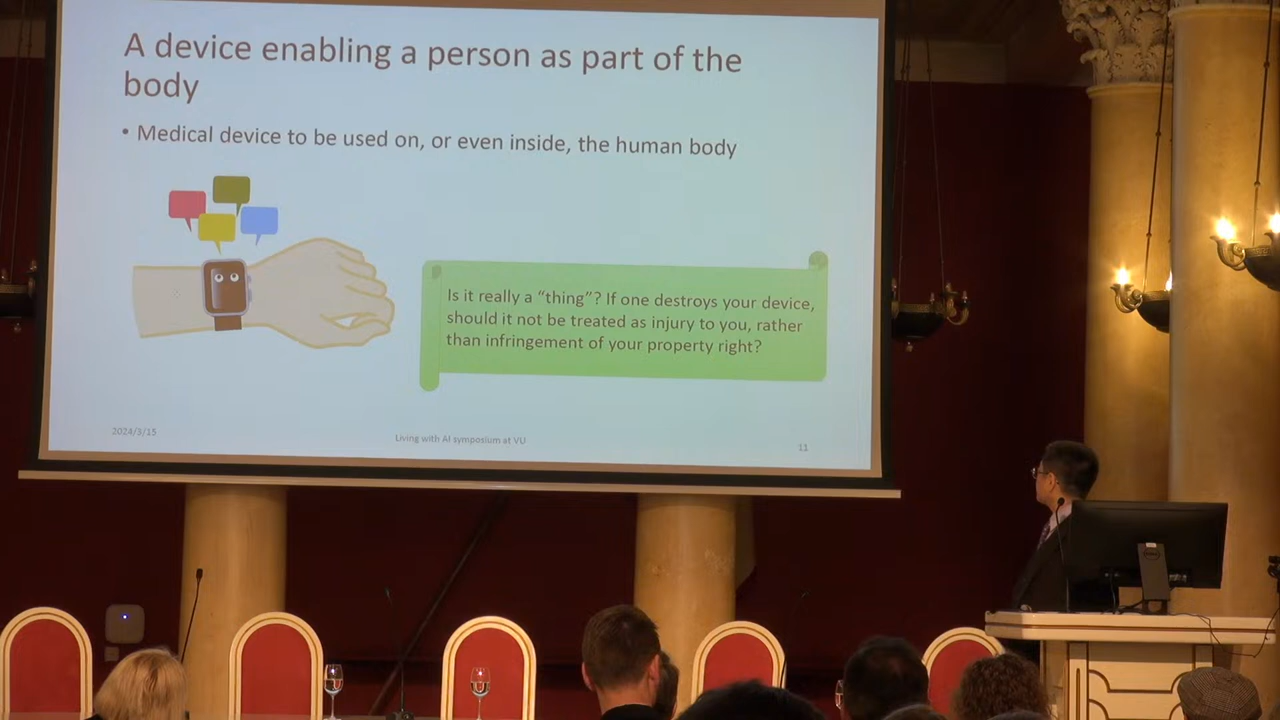 A device enabling a person as part of the
body
• Medical device to be used on, or even inside, the human body
Is it really a “thing”? If one destroys your device,
should it not be treated as injury to you, rather
than infringement of your property right?
2024/3/15
Living with AI symposium at VU
11